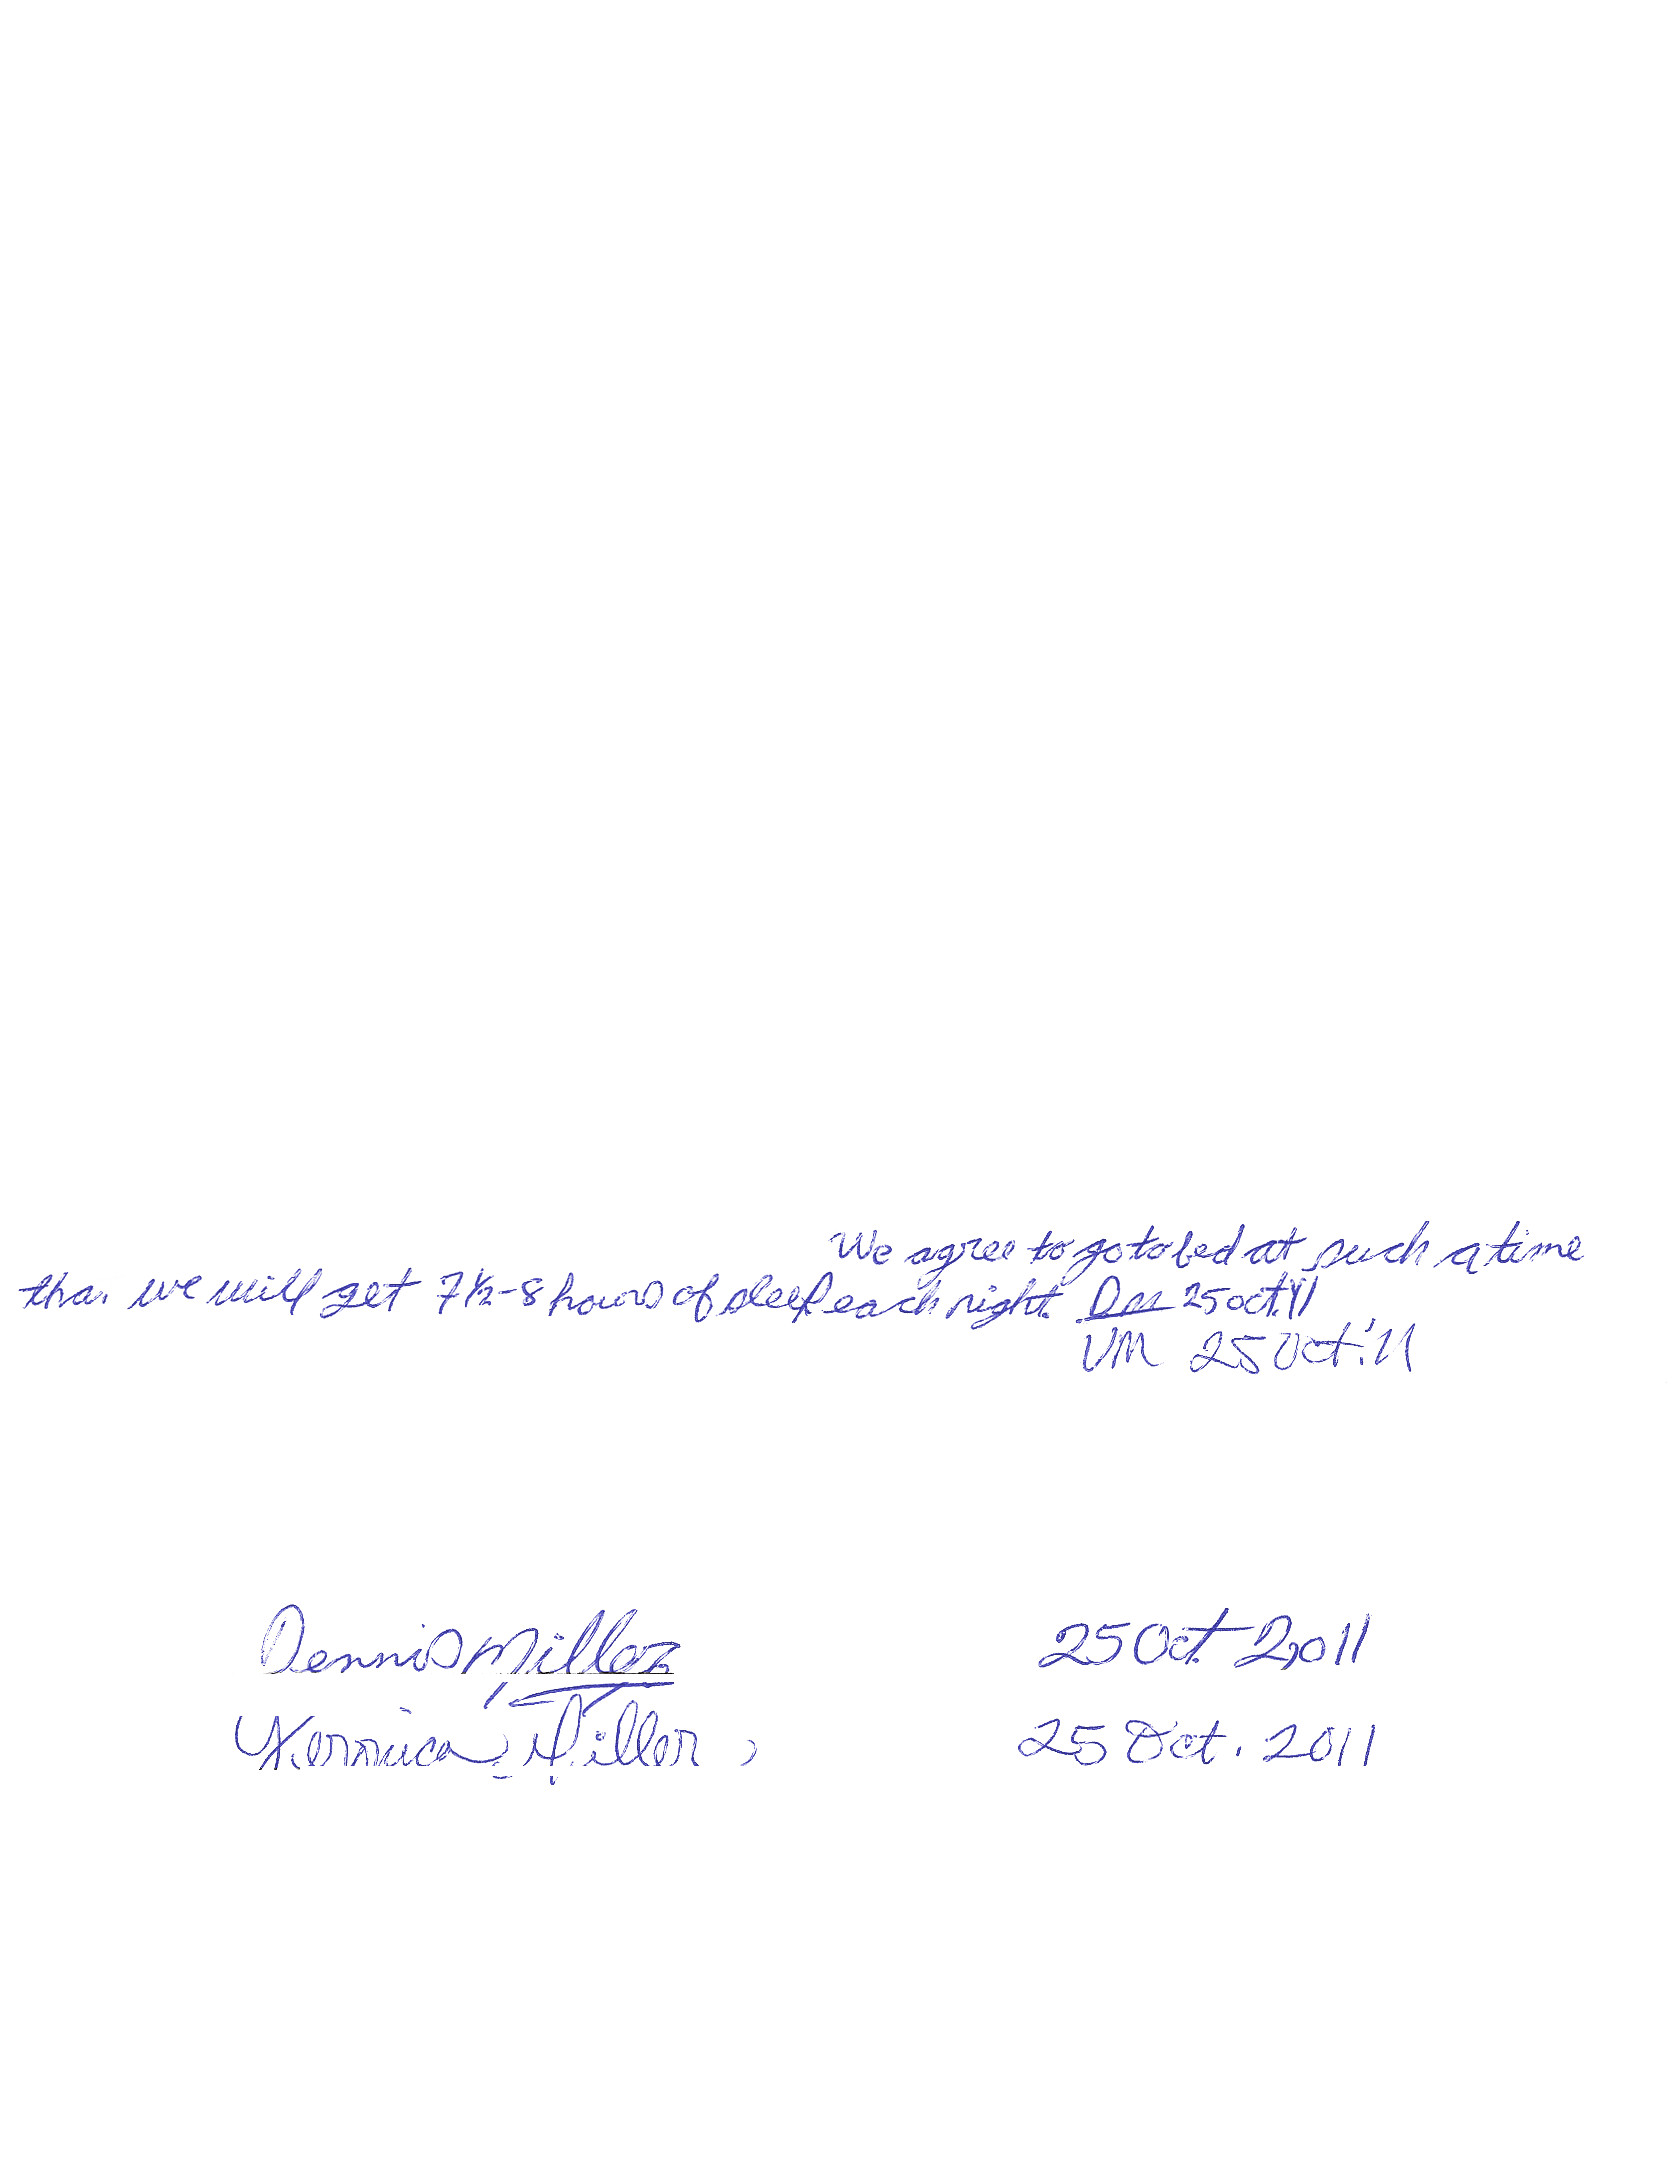 We agree to go to bed at such a time
tha. we will get 7½-8 hours of sleep each night. DM 25 Oct. '11
VM 25 Oct. '11
Dennis Miller 25 Oct 2011
Veronica Miller 25 Oct. 2011